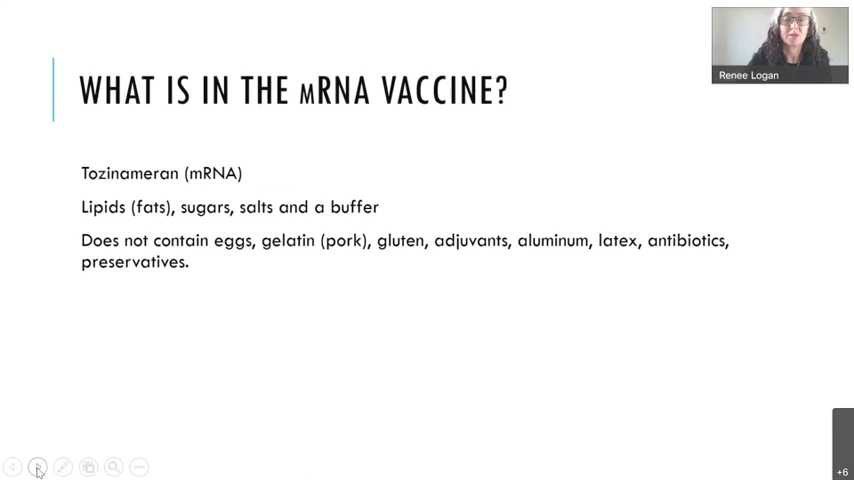 WHAT IS IN THE mRNA VACCINE?
Renee Logan
Tozinameran (mRNA)
Lipids (fats), sugars, salts and a buffer
Does not contain eggs, gelatin (pork), gluten, adjuvants, aluminum, latex, antibiotics,
preservatives.
+6